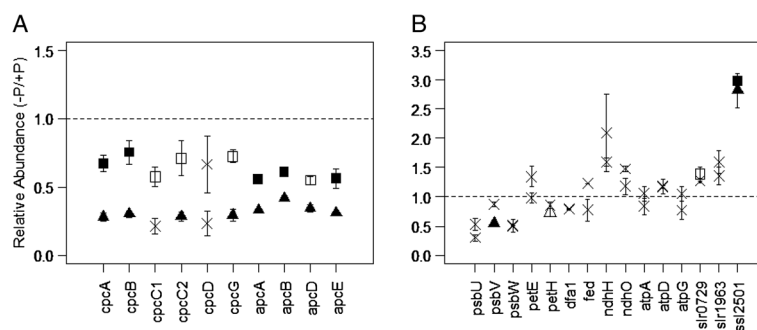 A
B
Relative Abundance (-P/+P)
1.5
1.0
0.5
0.0
cpcA
cpcB
cpcC1
cpcC2
cpcD
cpcG
apcA
apcB
apcD
apcE
3.5
3.0
2.5
2.0
1.5
1.0
0.5
0.0
psbU
psbV
psbW
petE
petH
dfa1
fed
ndhH
ndhO
atpA
atpD
atpG
slr0729
slr1963
ssl2501